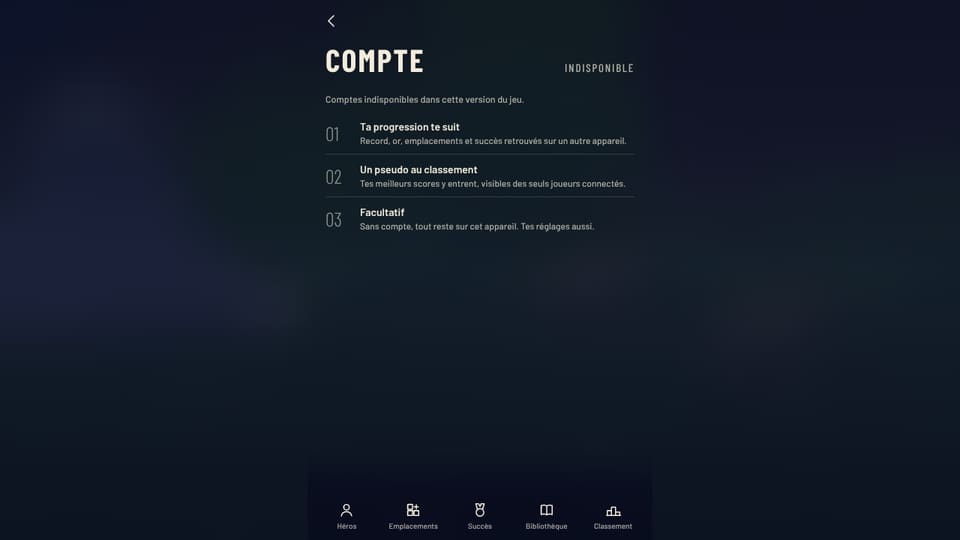 COMPTE
INDISPONIBLE
Comptes indisponibles dans cette version du jeu.
01
Ta progression te suit
Record, or, emplacements et succès retrouvés sur un autre appareil.
02
Un pseudo au classement
Tes meilleurs scores y entrent, visibles des seuls joueurs connectés.
03
Facultatif
Sans compte, tout reste sur cet appareil. Tes réglages aussi.
Héros
Emplacements
Succès
Bibliothèque
Classement